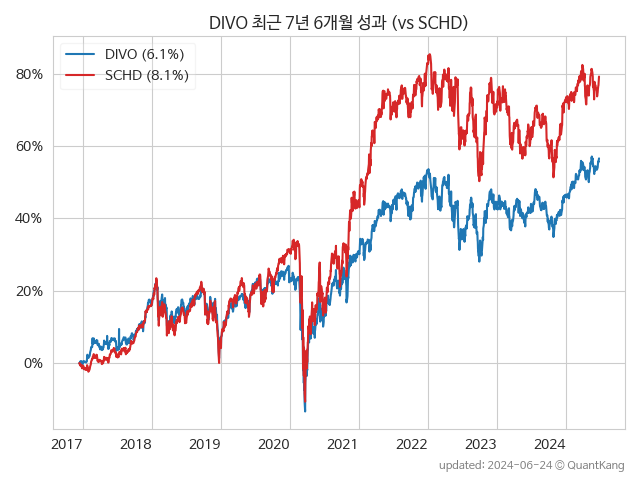 DIVO 최근 7년 6개월 성과 (vs SCHD)
DIVO (6.1%)
SCHD (8.1%)
80%
60%
40%
20%
0%
2017 2018 2019 2020 2021 2022 2023 2024
updated: 2024-06-24 © QuantKang